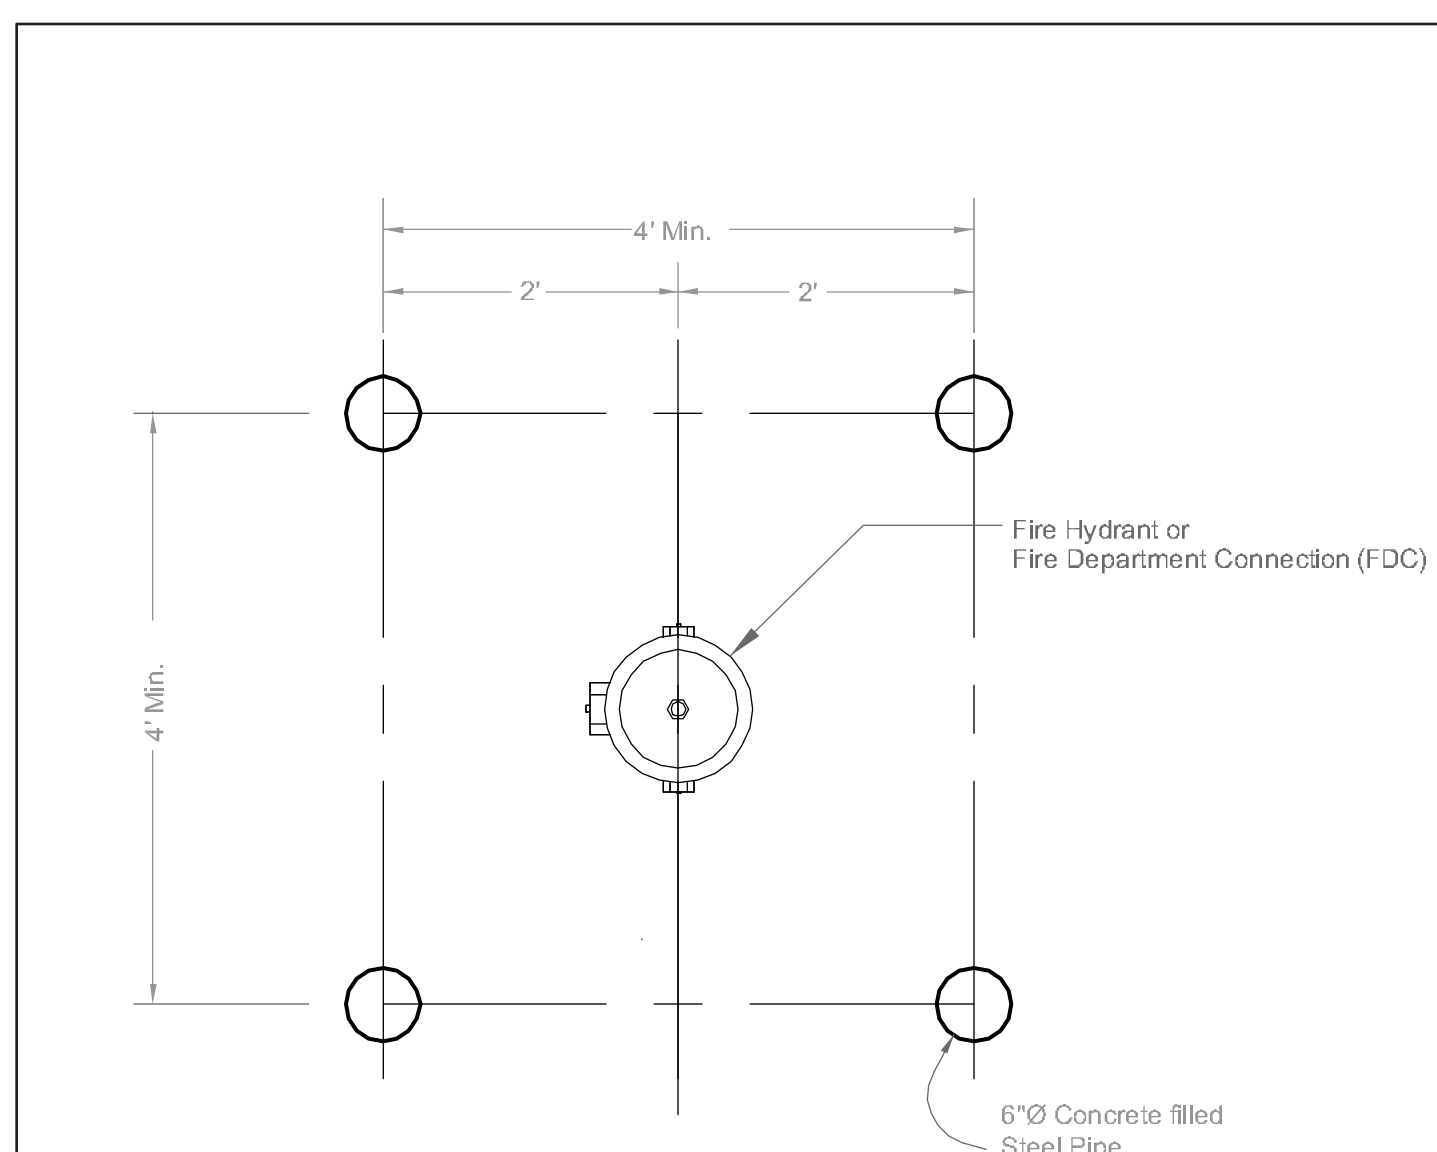 4' Min.
2'
2'
Fire Hydrant or
Fire Department Connection (FDC)
4' Min.
6"Ø Concrete filled
Steel Pipe